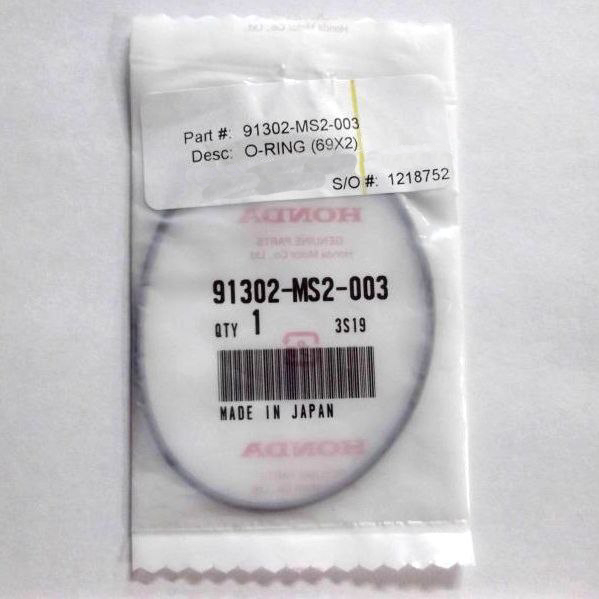 Part #: 91302-MS2-003
Desc: O-RING (69X2)
S/O #: 1218752
HONDA
GENUINE PARTS
Honda Motor Co., Ltd.
91302-MS2-003
QTY 1 3S19
MADE IN JAPAN
HONDA